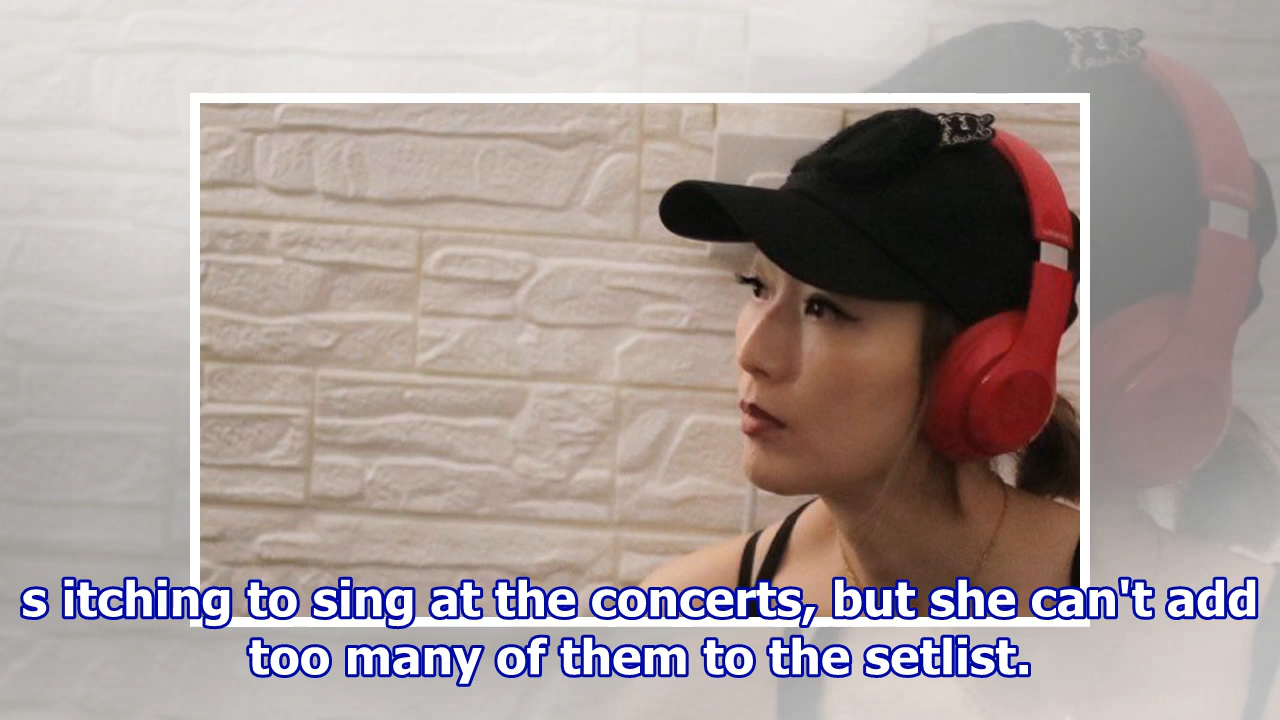 s itching to sing at the concerts, but she can't add
too many of them to the setlist.